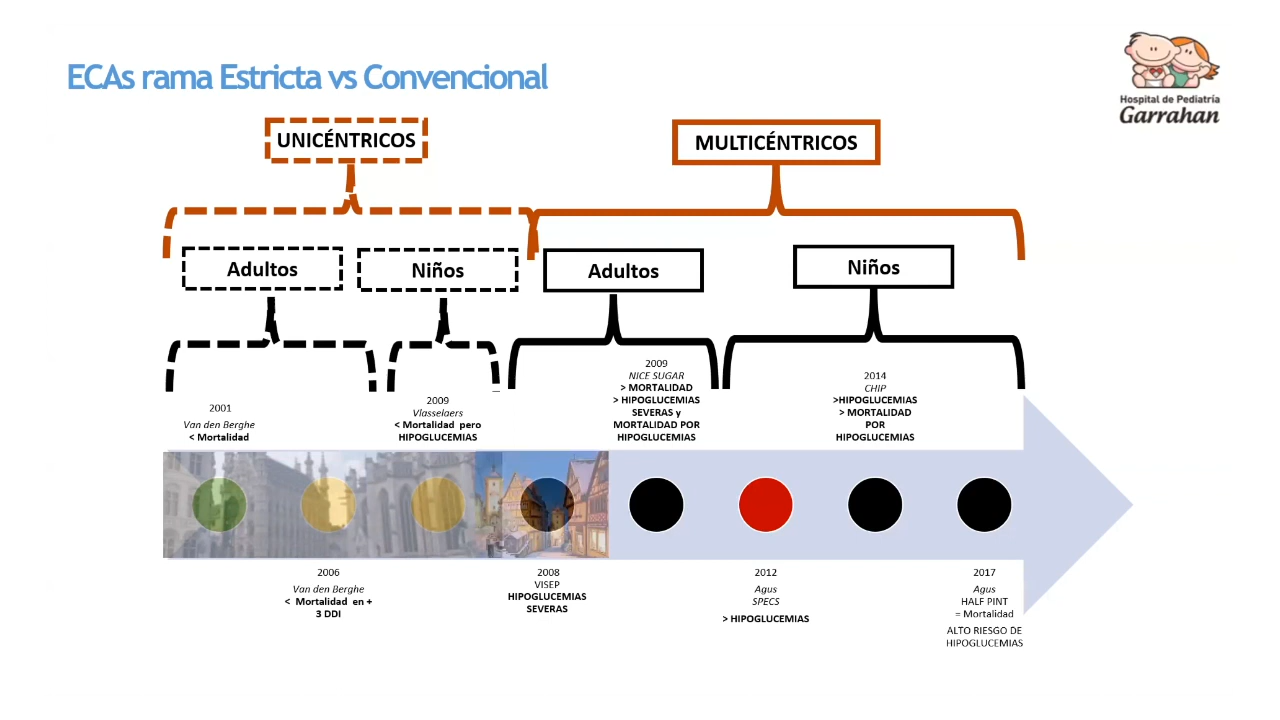 ECAs rama Estricta vs Convencional
Hospital de Pediatría
Garrahan
UNICÉNTRICOS
MULTICÉNTRICOS
Adultos
Niños
Adultos
Niños
2001
Van den Berghe
< Mortalidad
2009
Vlasselaers
< Mortalidad pero
HIPOGLUCEMIAS
2009
NICE SUGAR
> MORTALIDAD
> HIPOGLUCEMIAS
SEVERAS y
MORTALIDAD POR
HIPOGLUCEMIAS
2014
CHIP
>HIPOGLUCEMIAS
> MORTALIDAD
POR
HIPOGLUCEMIAS
2006
Van den Berghe
< Mortalidad en +
3 DDI
2008
VISEP
HIPOGLUCEMIAS
SEVERAS
2012
Agus
SPECS
> HIPOGLUCEMIAS
2017
Agus
HALF PINT
= Mortalidad
ALTO RIESGO DE
HIPOGLUCEMIAS